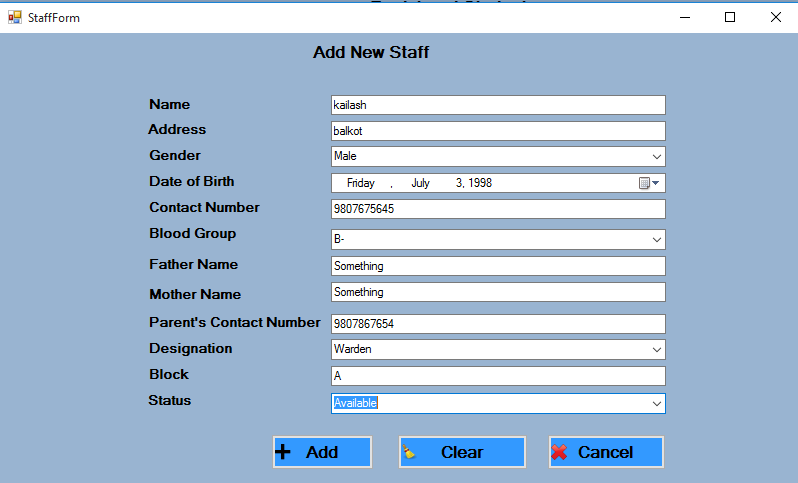 StaffForm
Add New Staff
Name kailash
Address balkot
Gender Male
Date of Birth Friday , July 3, 1998
Contact Number 9807675645
Blood Group B-
Father Name Something
Mother Name Something
Parent's Contact Number 9807867654
Designation Warden
Block A
Status Available
Add Clear Cancel